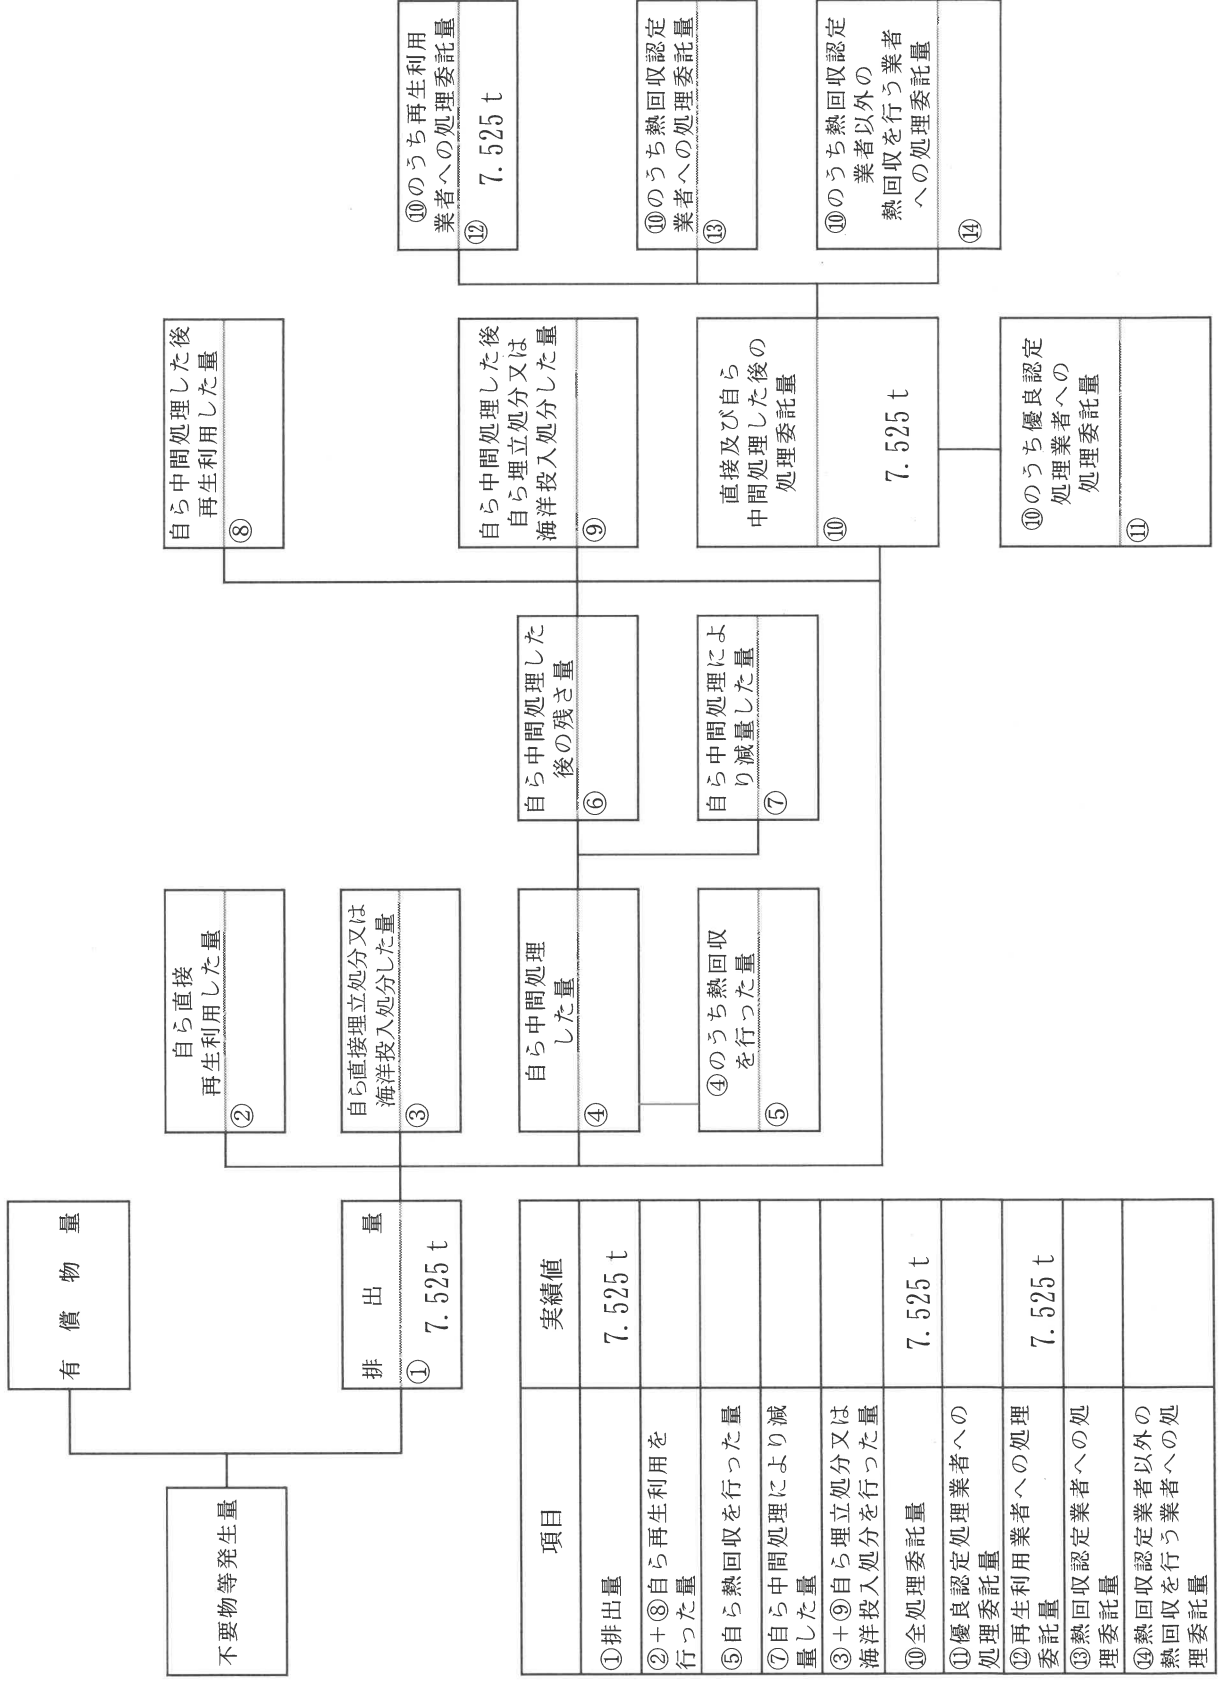 不要物等発生量
有償物量
排出量
① 7.525t
自ら直接
再生利用した量
②
自ら直接埋立処分又は
海洋投入処分した量
③
自ら中間処理
した量
④
④のうち熱回収
を行った量
⑤
自ら中間処理した
後の残さ量
⑥
自ら中間処理によ
り減量した量
⑦
自ら中間処理した後
再生利用した量
⑧
自ら中間処理した後
自ら埋立処分又は
海洋投入処分した量
⑨
直接及び自ら
中間処理した後の
処理委託量
⑩
7.525t
⑩のうち優良認定
処理業者への
処理委託量
⑪
⑩のうち再生利用
業者への処理委託量
⑫ 7.525t
⑩のうち熱回収認定
業者への処理委託量
⑬
⑩のうち熱回収認定
業者以外の
熱回収を行う業者
への処理委託量
⑭
項目 実績値
①排出量 7.525t
②+⑧自ら再生利用を
行った量
⑤自ら熱回収を行った量
⑦自ら中間処理により減
量した量
③+⑨自ら埋立処分又は
海洋投入処分を行った量
⑩全処理委託量 7.525t
⑪優良認定処理業者への
処理委託量
⑫再生利用業者への処理
委託量 7.525t
⑬熱回収認定業者への処
理委託量
⑭熱回収認定業者以外の
熱回収を行う業者への処
理委託量